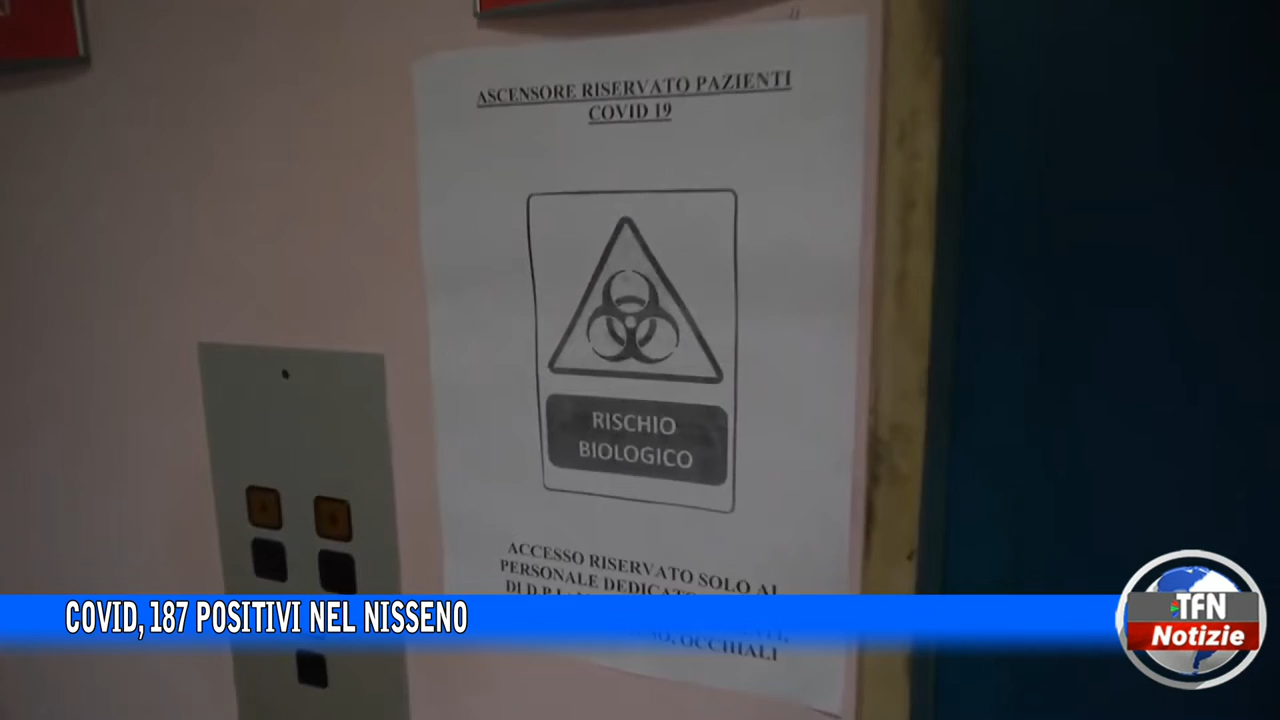 ASCENSORE RISERVATO PAZIENTI
COVID 19
RISCHIO
BIOLOGICO
ACCESSO RISERVATO SOLO AL
PERSONALE DEDICATO
OCCHIALI
COVID, 187 POSITIVI NEL NISSENO
TFN
Notizie